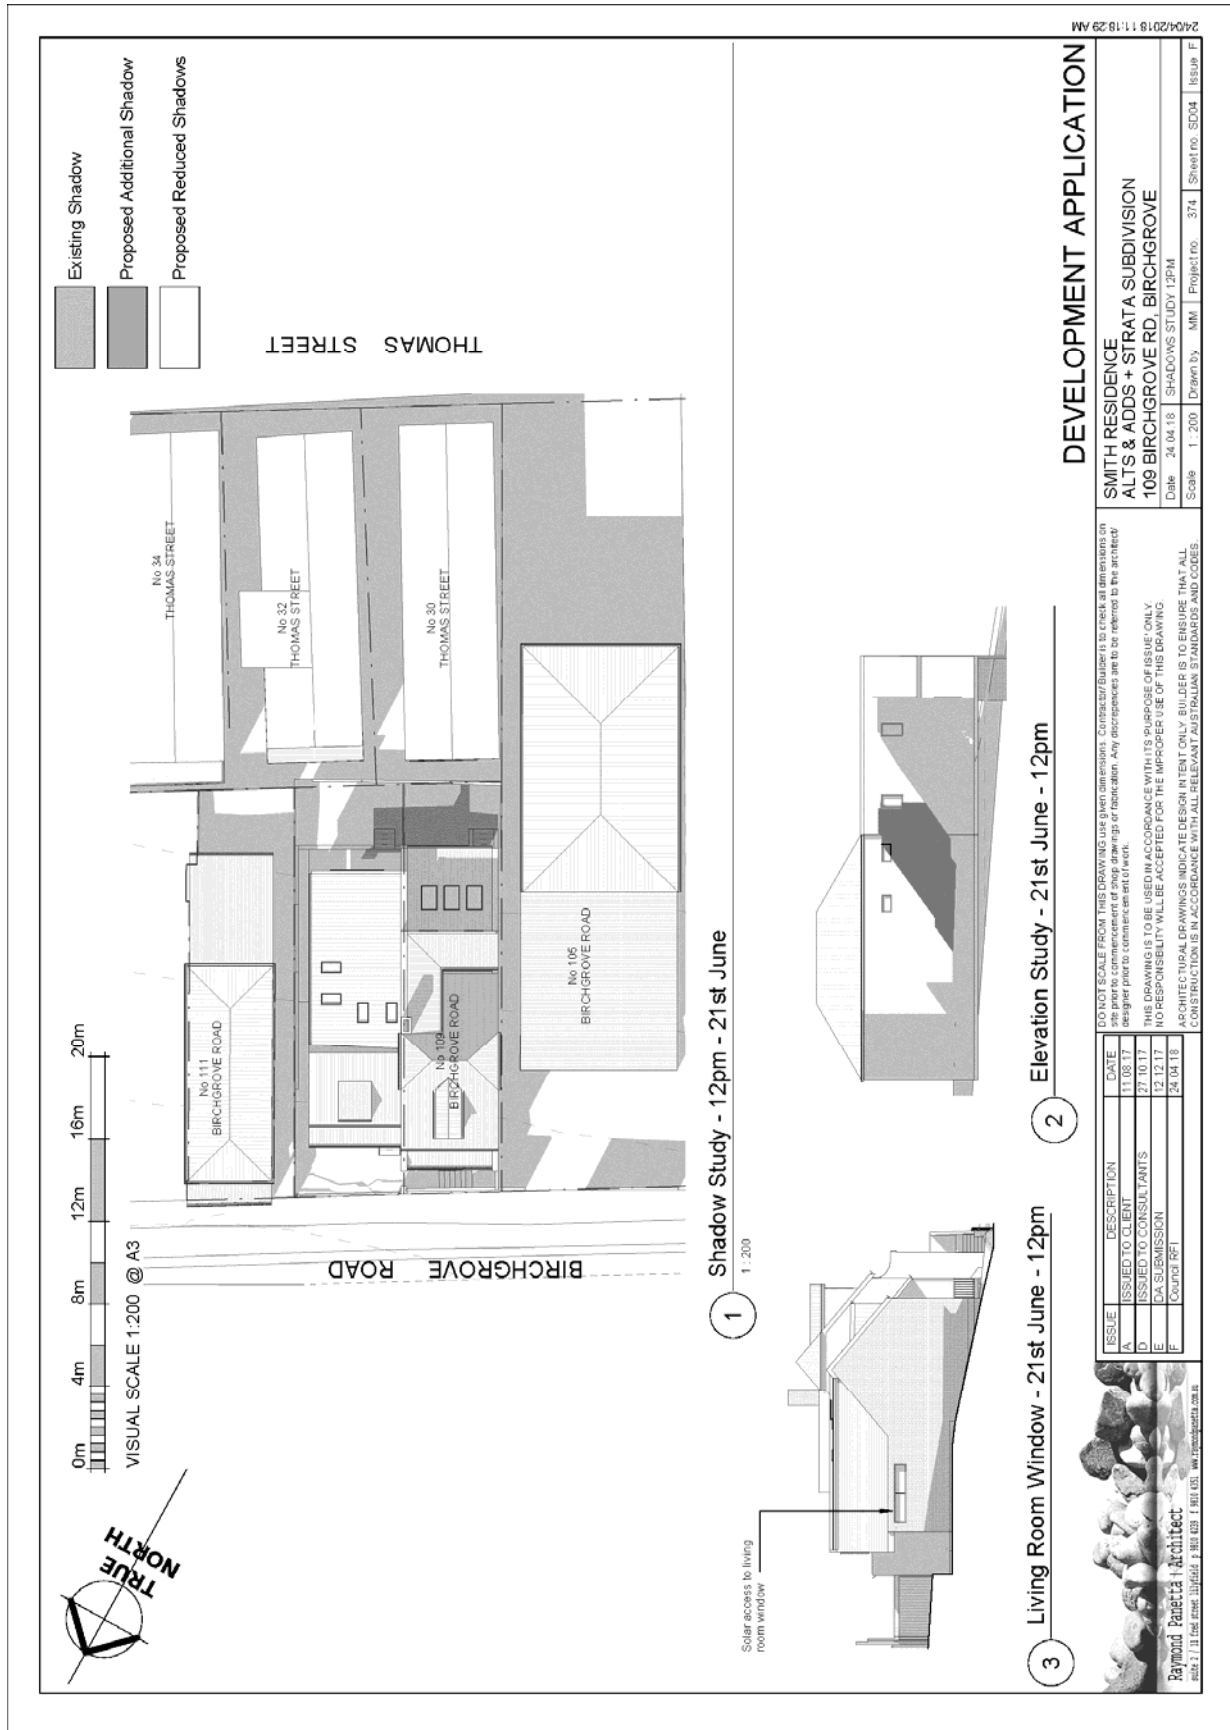 24/04/2018 11:18:29 AM
Existing Shadow
Proposed Additional Shadow
Proposed Reduced Shadows
0m 4m 8m 12m 16m 20m
VISUAL SCALE 1:200 @ A3
TRUE
NORTH
THOMAS STREET
BIRCHGROVE ROAD
No 34
THOMAS STREET
No 32
THOMAS STREET
No 30
THOMAS STREET
No 111
BIRCHGROVE ROAD
No 109
BIRCHGROVE ROAD
No 105
BIRCHGROVE ROAD
1
Shadow Study - 12pm - 21st June
1 : 200
Solar access to living
room window
3
Living Room Window - 21st June - 12pm
2
Elevation Study - 21st June - 12pm
DEVELOPMENT APPLICATION
Raymond Panetta Architect
ISSUE DESCRIPTION DATE
A ISSUED TO CLIENT 11.08.17
D ISSUED TO CONSULTANTS 27.10.17
E DA SUBMISSION 12.12.17
F Council RFI 24.04.18
DO NOT SCALE FROM THIS DRAWING use given dimensions. Contractor/ Builder is to check all dimensions on
site prior to commencement of shop drawings or fabrication. Any discrepencies are to be referred to the architect/
designer prior to commencement of work.
THIS DRAWING IS TO BE USED IN ACCORDANCE WITH ITS 'PURPOSE OF ISSUE' ONLY.
NO RESPONSIBILITY WILL BE ACCEPTED FOR THE IMPROPER USE OF THIS DRAWING.
ARCHITECTURAL DRAWINGS INDICATE DESIGN INTENT ONLY. BUILDER IS TO ENSURE THAT ALL
CONSTRUCTION IS IN ACCORDANCE WITH ALL RELEVANT AUSTRALIAN STANDARDS AND CODES.
SMITH RESIDENCE
ALTS & ADDS + STRATA SUBDIVISION
109 BIRCHGROVE RD, BIRCHGROVE
Date 24.04.18 SHADOWS STUDY 12PM
Scale 1 : 200 Drawn by MM Project no. 374 Sheet no. SD04 Issue F